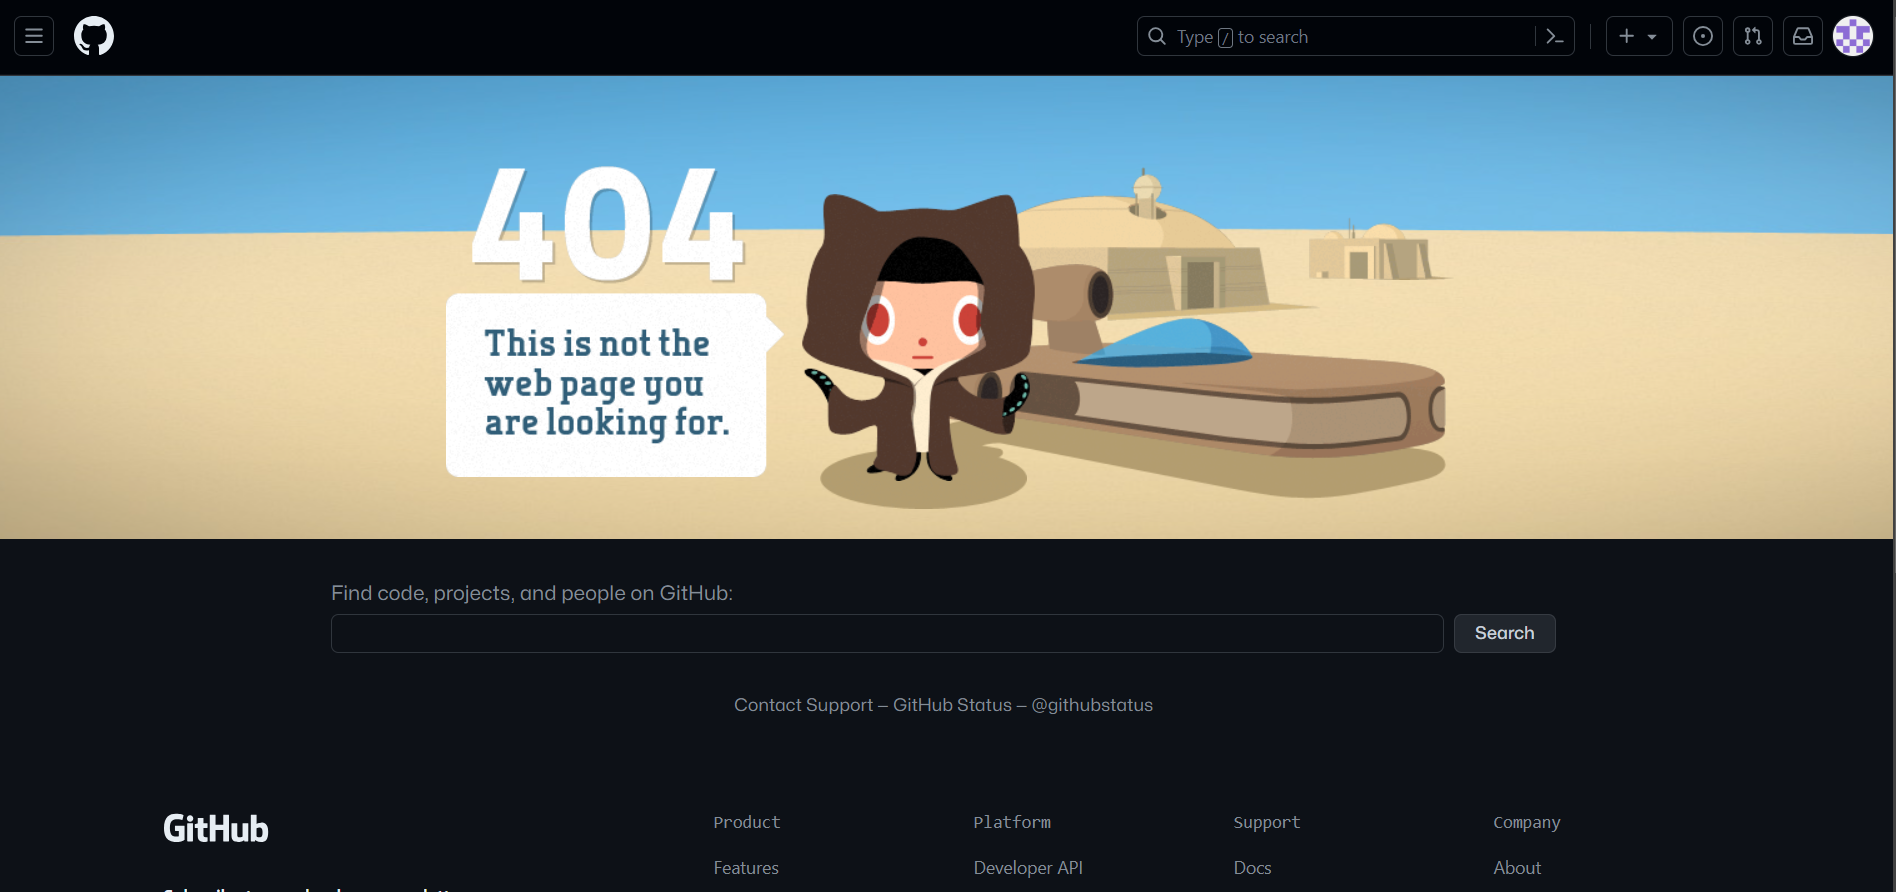 Type / to search
404
This is not the
web page you
are looking for.
Find code, projects, and people on GitHub:
Search
Contact Support — GitHub Status — @githubstatus
GitHub
Product
Platform
Support
Company
Features
Developer API
Docs
About